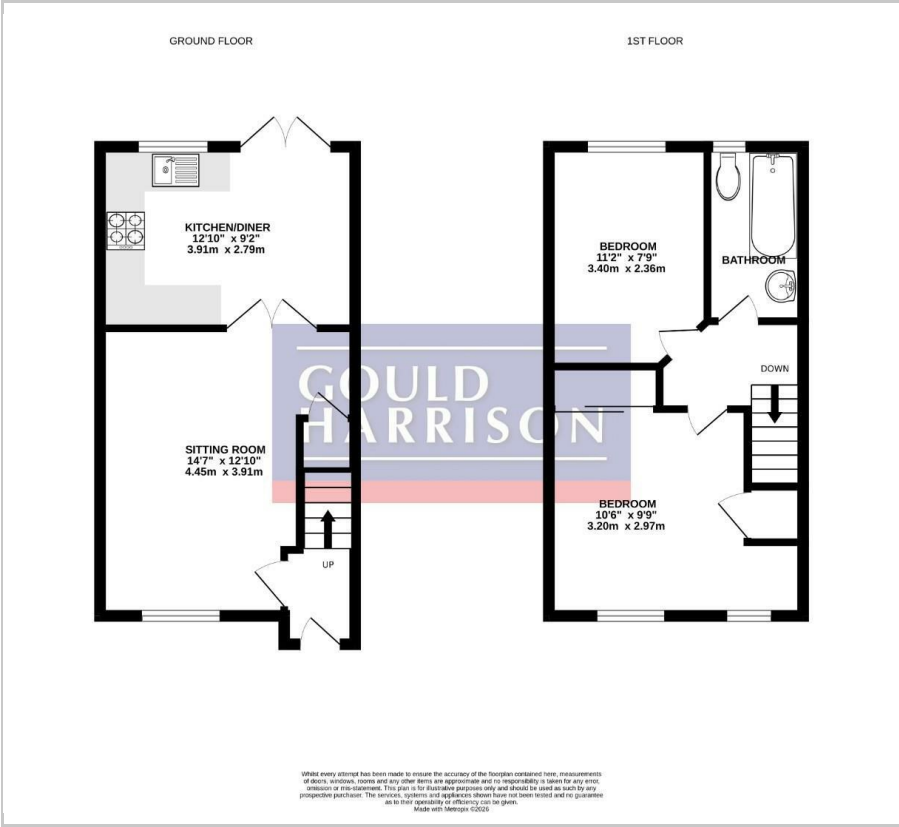 GROUND FLOOR
1ST FLOOR
KITCHEN/DINER
12'10" x 9'2"
3.91m x 2.79m
BEDROOM
11'2" x 7'9"
3.40m x 2.36m
BATHROOM
DOWN
GOULD
HARRISON
SITTING ROOM
14'7" x 12'10"
4.45m x 3.91m
BEDROOM
10'6" x 9'9"
3.20m x 2.97m
UP
Whilst every attempt has been made to ensure the accuracy of the floorplan contained here, measurements
of doors, windows, rooms and any other items are approximate and no responsibility is taken for any error,
omission or mis-statement. This plan is for illustrative purposes only and should be used as such by any
prospective purchaser. The services, systems and appliances shown have not been tested and no guarantee
as to their operability or efficiency can be given.
Made with Metropix ©2026